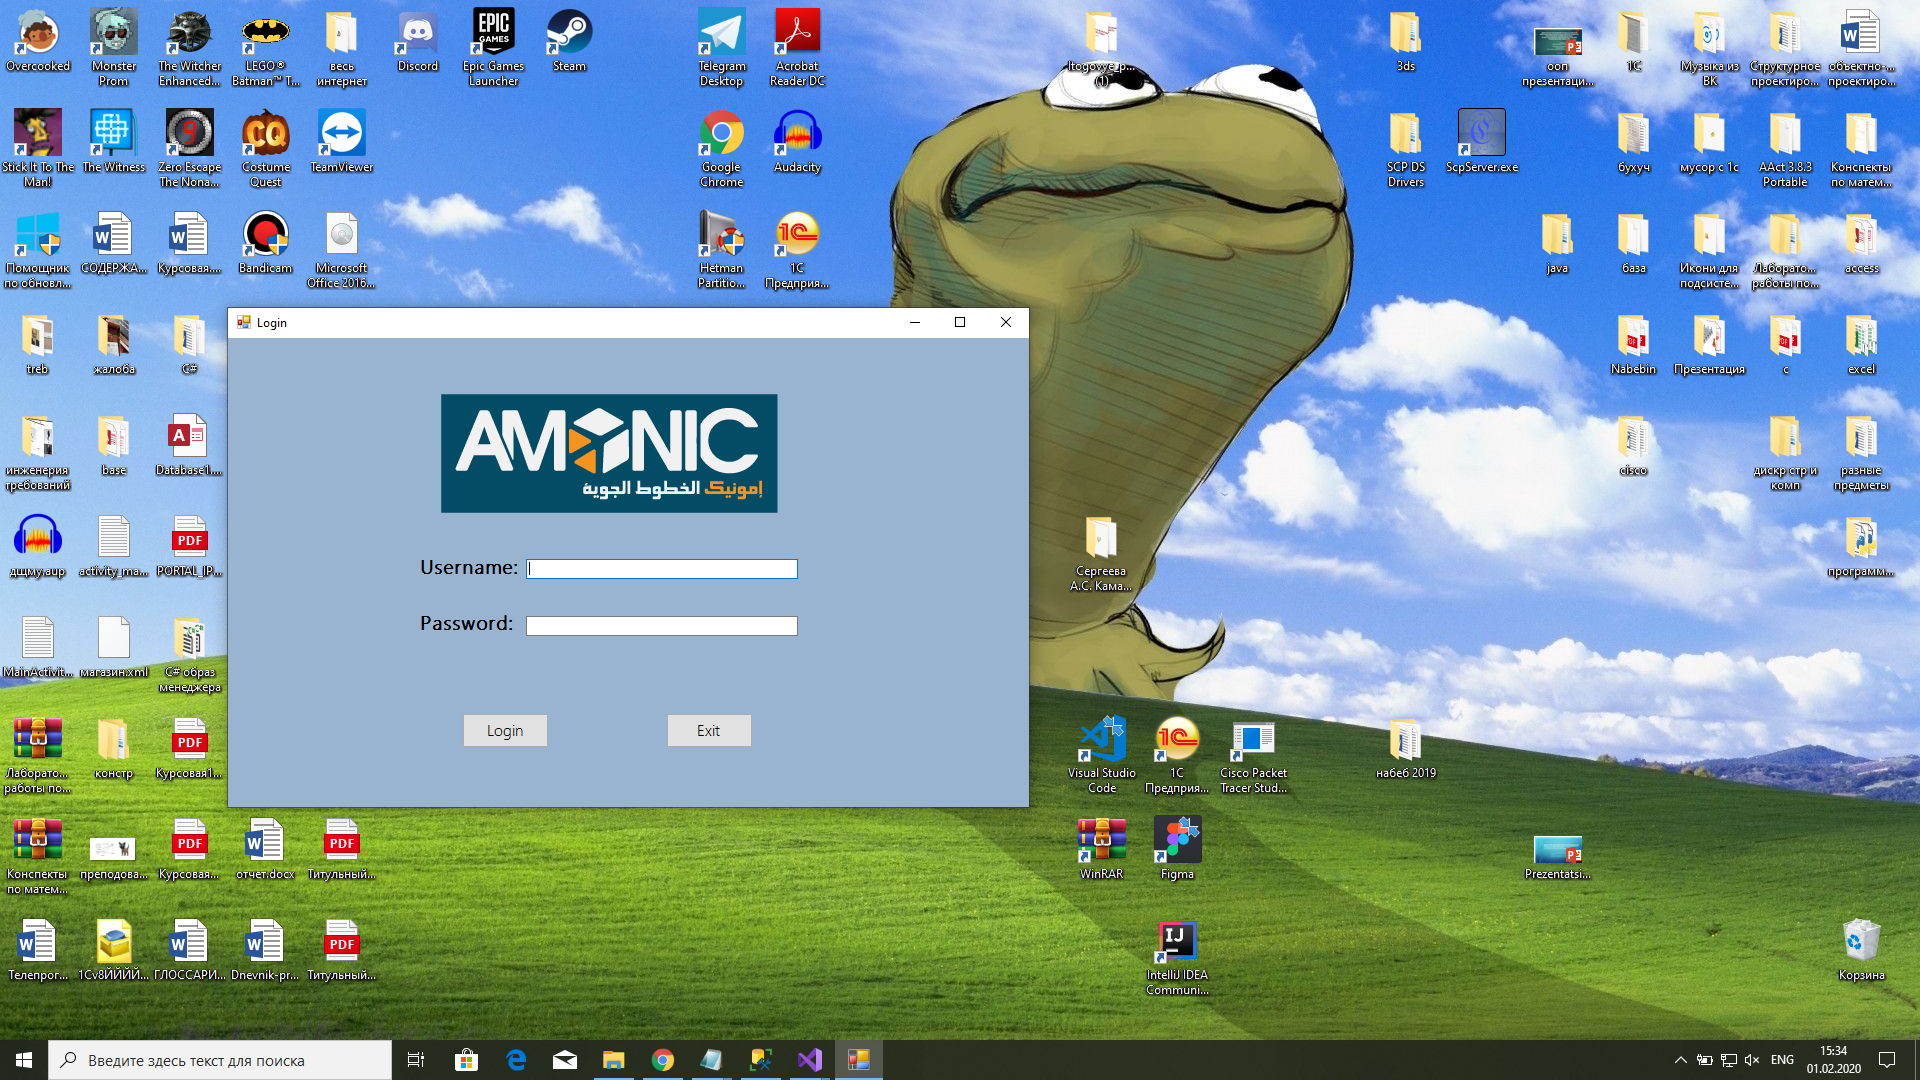 Overcooked
Monster
Prom
The Witcher
Enhanced...
LEGO®
Batman™ T...
весь
интернет
Discord
Epic Games
Launcher
Steam
Telegram
Desktop
Acrobat
Reader DC
Itogovye_p...
(1)
3ds
ооп
презентаци...
1С
Музыка из
ВК
Структурное
проектиро...
объектно-...
проектиро...
Stick It To The
Man!
The Witness
Zero Escape
The Nona...
Costume
Quest
TeamViewer
Google
Chrome
Audacity
SCP DS
Drivers
ScpServer.exe
бухуч
мусор с 1с
AAct 3.8.3
Portable
Конспекты
по матем...
Помощник
по обновл...
СОДЕРЖА...
Курсовая....
Bandicam
Microsoft
Office 2016...
Hetman
Partitio...
1С
Предприя...
java
база
Икони для
подсисте...
Лаборато...
работы по...
access
treb
жалоба
C#
Nabebin
Презентация
с
excel
Login
AMONIC
إمونيك الخطوط الجوية
Username:
Password:
Login
Exit
инженерия
требований
base
Database1....
cisco
дискр стр и
комп
разные
предметы
дщму.aup
activity_ma...
PORTAL_IP...
Сергеева
А.С. Кама...
программ...
MainActivit...
магазин.xml
C# образ
менеджера
Лаборато...
работы по...
констр
Курсовая1...
Visual Studio
Code
1С
Предприя...
Cisco Packet
Tracer Stud...
набеб 2019
Конспекты
по матем...
преподова...
Курсовая...
отчет.docx
Титульный...
WinRAR
Figma
Prezentatsi...
Телепрог...
1Cv8ЙЙЙЙ...
ГЛОССАРИ...
Dnevnik-pr...
Титульный...
IntelliJ IDEA
Communi...
Корзина
Введите здесь текст для поиска
ENG
15:34
01.02.2020